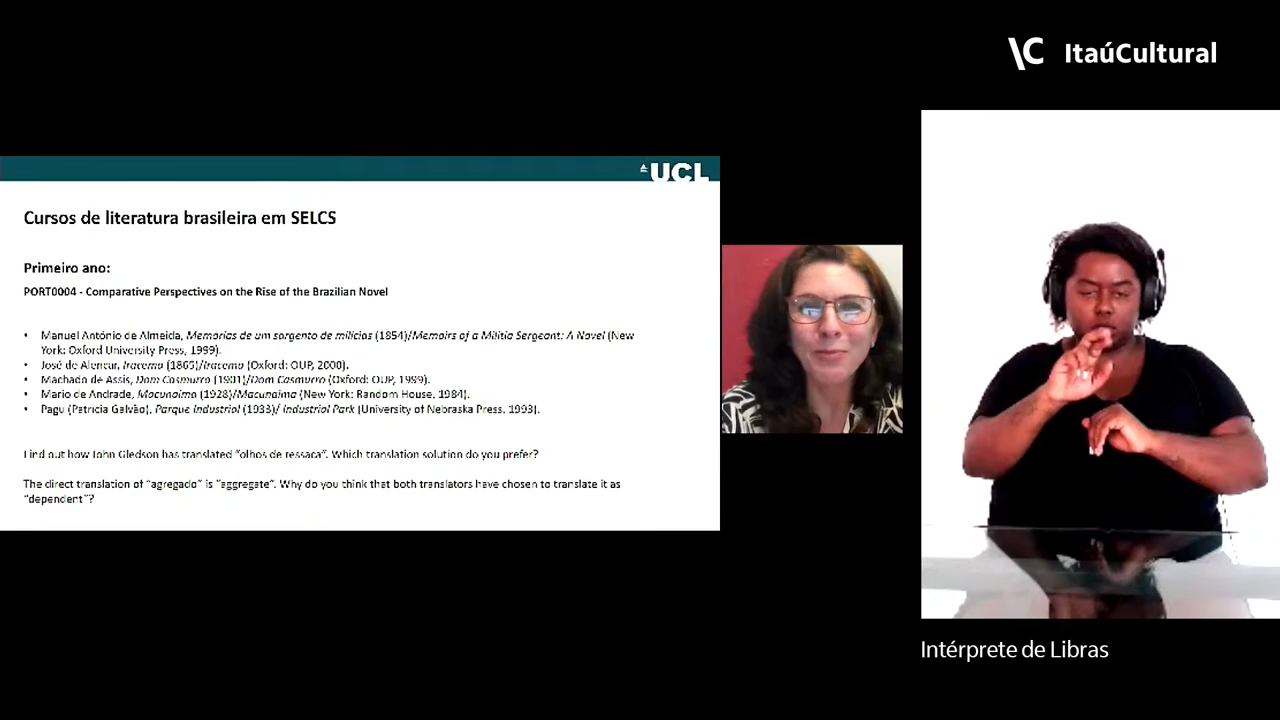 \C ItaúCultural
UCL
Cursos de literatura brasileira em SELCS
Primeiro ano:
PORT0004 - Comparative Perspectives on the Rise of the Brazilian Novel
• Manuel António de Almeida, Memorias de um sargento de milícias (1854)/Memoirs of a Militia Sergeant: A Novel (New
York: Oxford University Press, 1999).
• José de Alencar, Iracema (1865)/Iracema (Oxford: OUP, 2000).
• Machado de Assis, Dom Casmurro (1901)/Dom Casmurro (Oxford: OUP, 1999).
• Mario de Andrade, Macunaíma (1928)/Macunaíma (New York: Random House, 1984).
• Pagu (Patricia Galvão), Parque Industrial (1933)/ Industrial Park (University of Nebraska Press, 1993).
Find out how John Gledson has translated "olhos de ressaca". Which translation solution do you prefer?
The direct translation of "agregado" is "aggregate". Why do you think that both translators have chosen to translate it as
"dependent"?
Intérprete de Libras